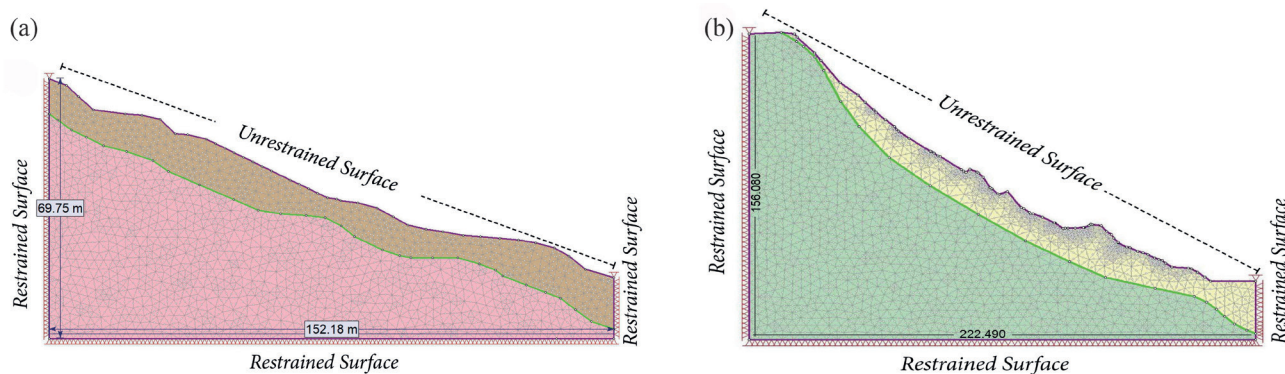 (a)
Unrestrained Surface
Restrained Surface
69.75 m
152.18 m
Restrained Surface
Restrained Surface
(b)
Unrestrained Surface
Restrained Surface
156.080
222.490
Restrained Surface
Restrained Surface